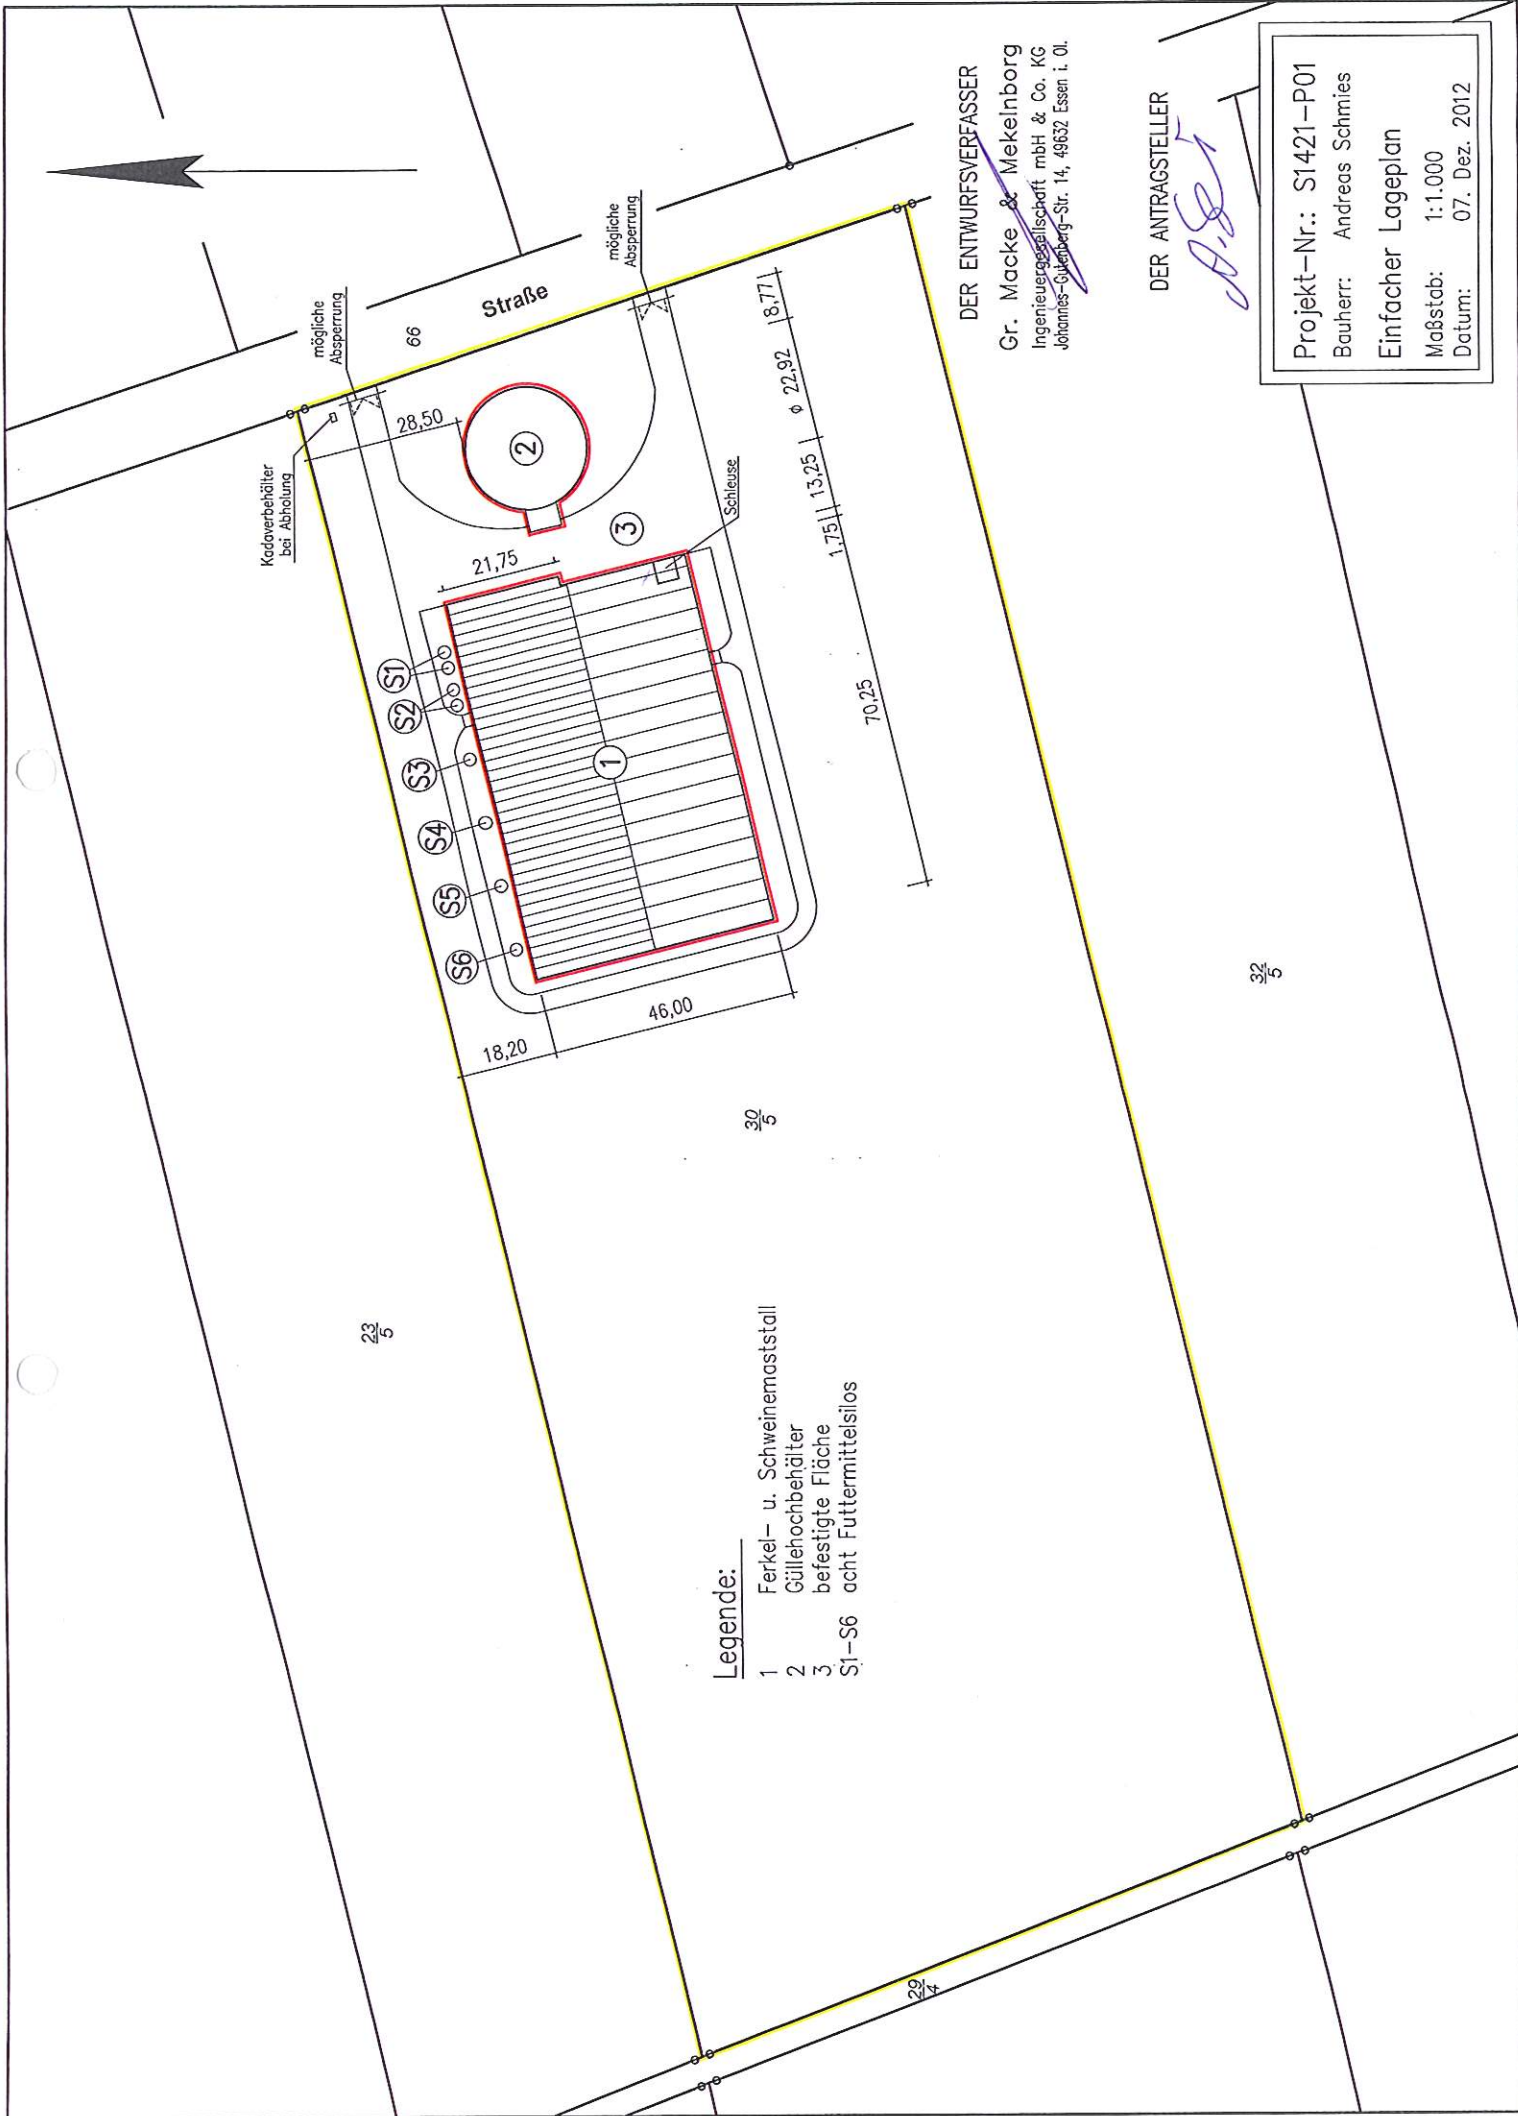 Kadaverbehälter
bei Abholung
mögliche
Absperrung
66
Straße
mögliche
Absperrung
28,50
2
21,75
3
Schleuse
S1
S2
S3
S4
S5
S6
1
8,77
ø 22,92
13,25
1,75
70,25
46,00
18,20
23
5
30
5
32
5
29
4
Legende:
1 Ferkel- u. Schweinemaststall
2 Güllehochbehälter
3 befestigte Fläche
S1-S6 acht Futtermittelsilos
DER ENTWURFSVERFASSER
Gr. Macke & Mekelnborg
Ingenieurgesellschaft mbH & Co. KG
Johannes-Gutenberg-Str. 14, 49632 Essen i. Ol.
DER ANTRAGSTELLER
Projekt-Nr.: S1421-P01
Bauherr: Andreas Schmies
Einfacher Lageplan
Maßstab: 1:1.000
Datum: 07. Dez. 2012